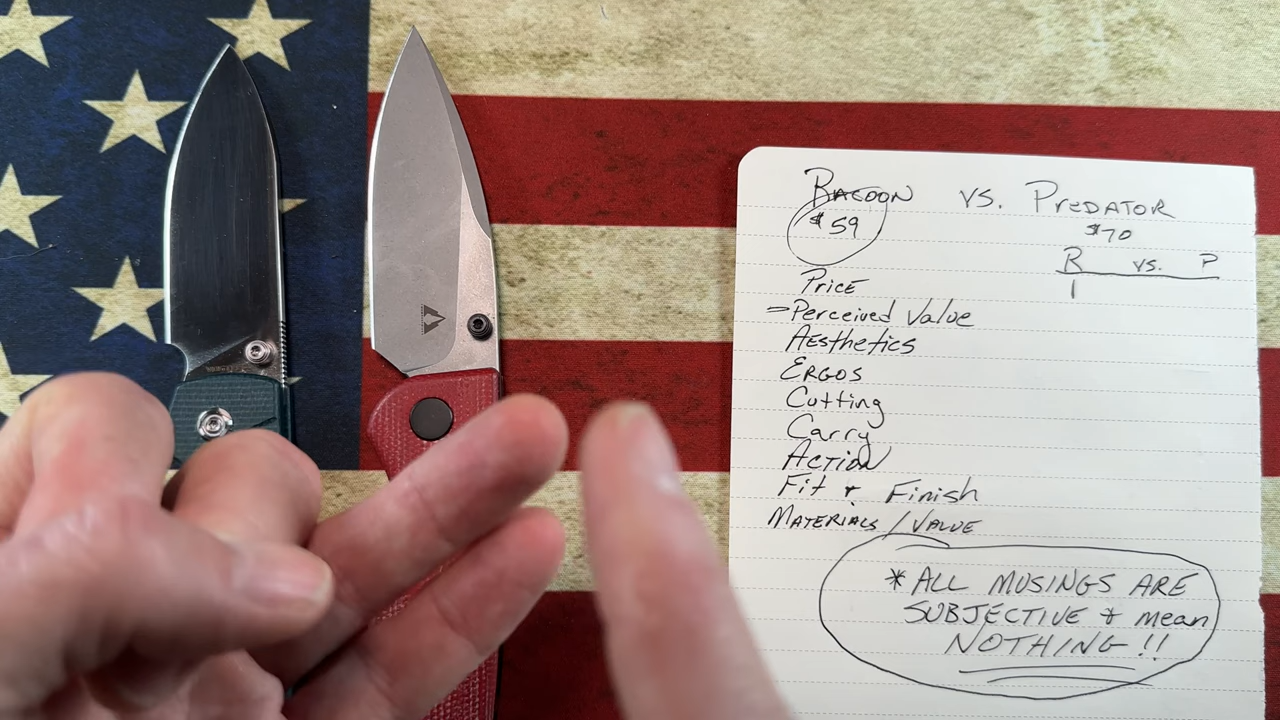 BACOON vs. PREDATOR
$59 $70
B vs. P
1
Price
⇒Perceived Value
Aesthetics
ERGOS
Cutting
Carry
ACTION
Fit + Finish
MATERIALS / VALUE
*ALL MUSINGS ARE
SUBJECTIVE + mean
NOTHING!!